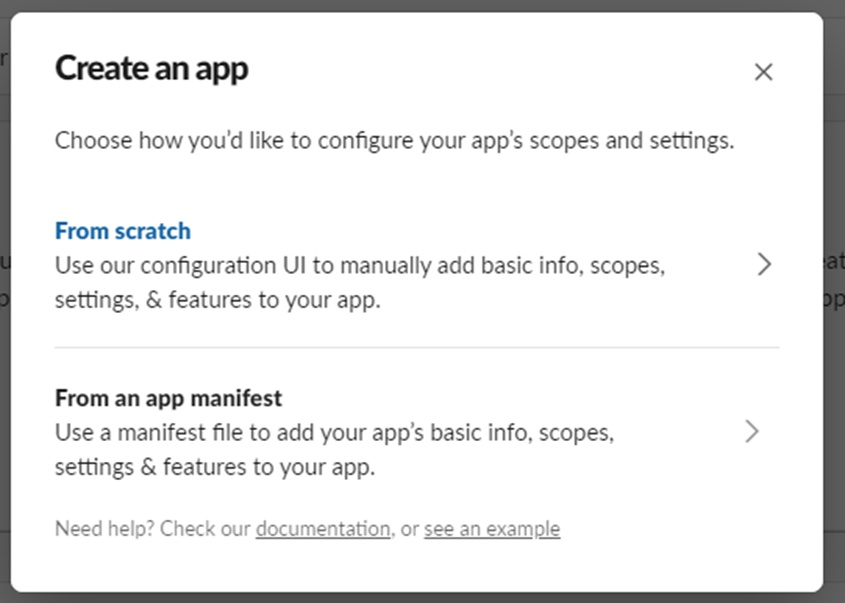 Create an app
Choose how you’d like to configure your app’s scopes and settings.
From scratch
Use our configuration UI to manually add basic info, scopes,
settings, & features to your app.
From an app manifest
Use a manifest file to add your app’s basic info, scopes,
settings & features to your app.
Need help? Check our documentation, or see an example